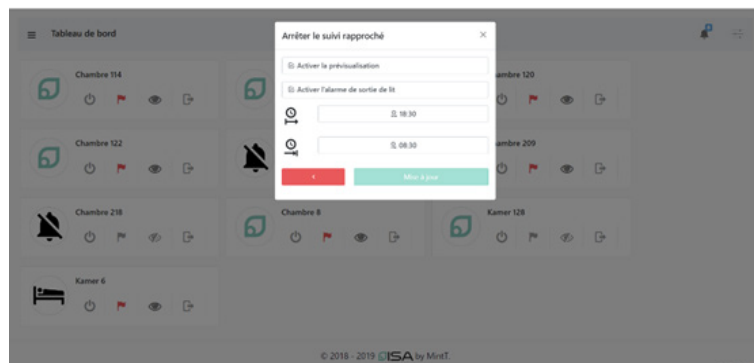 Tableau de bord
Arrêter le suivi rapproché
×
Activer la prévisualisation
Activer l'alarme de sortie de lit
18:30
08:30
Mise à jour
Chambre 114
ambre 120
Chambre 122
ambre 209
Chambre 218
Chambre 8
Kamer 128
Kamer 6
© 2018 - 2019 ISA by MintT.